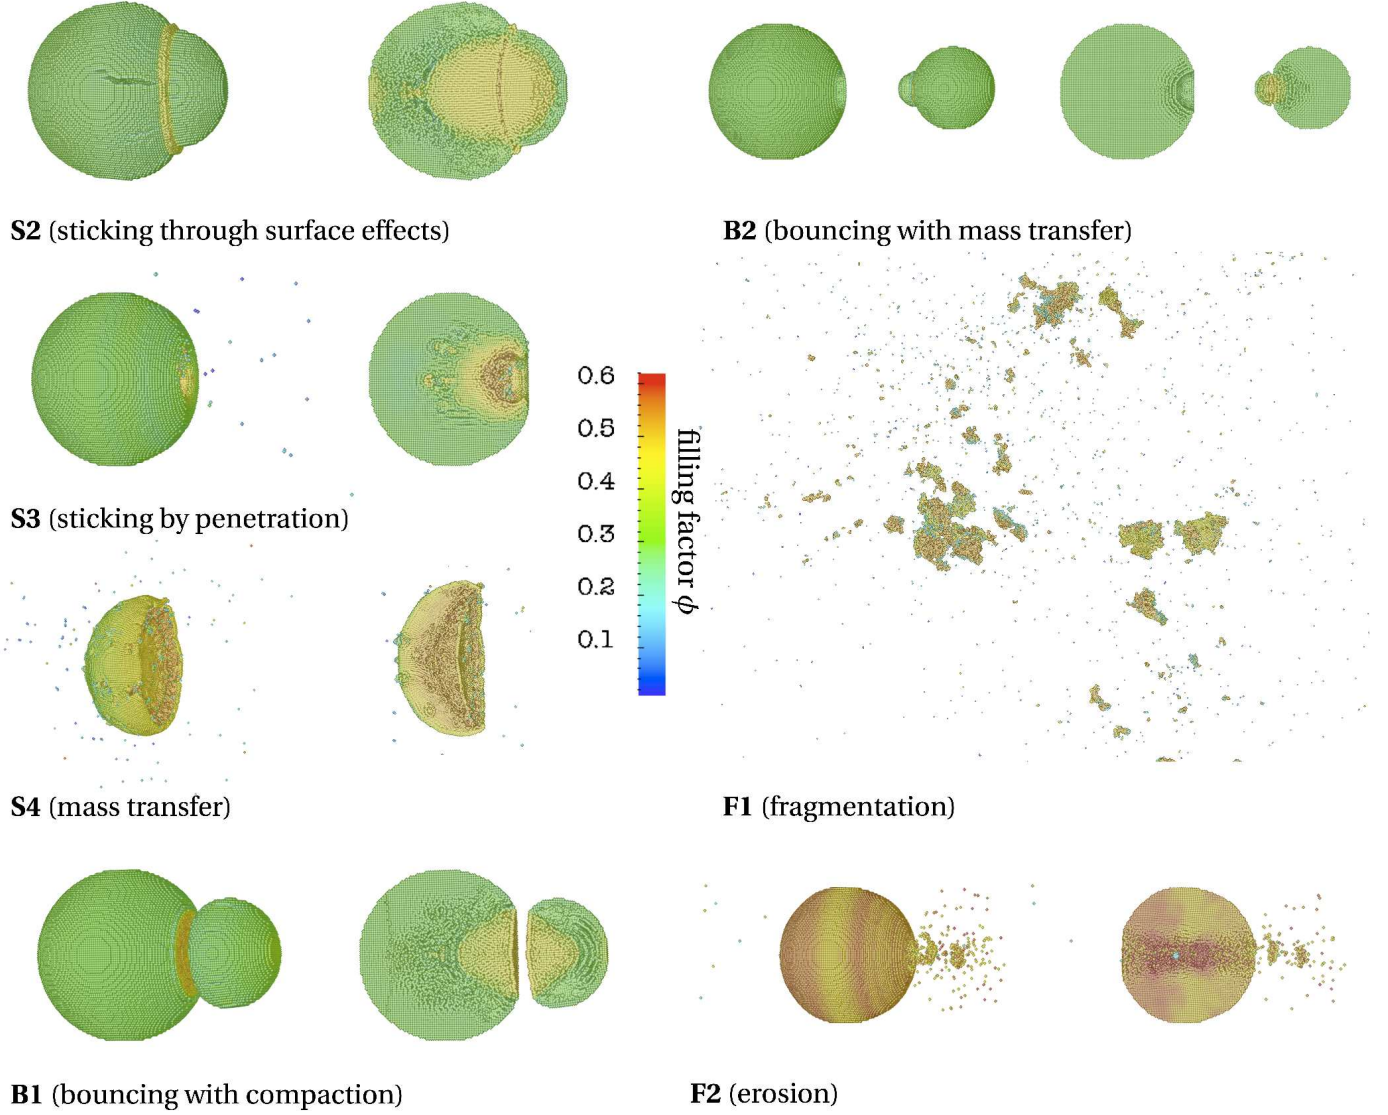 S2 (sticking through surface effects)
B2 (bouncing with mass transfer)
S3 (sticking by penetration)
0.6
0.5
0.4
0.3
0.2
0.1
filling factor ϕ
S4 (mass transfer)
F1 (fragmentation)
B1 (bouncing with compaction)
F2 (erosion)